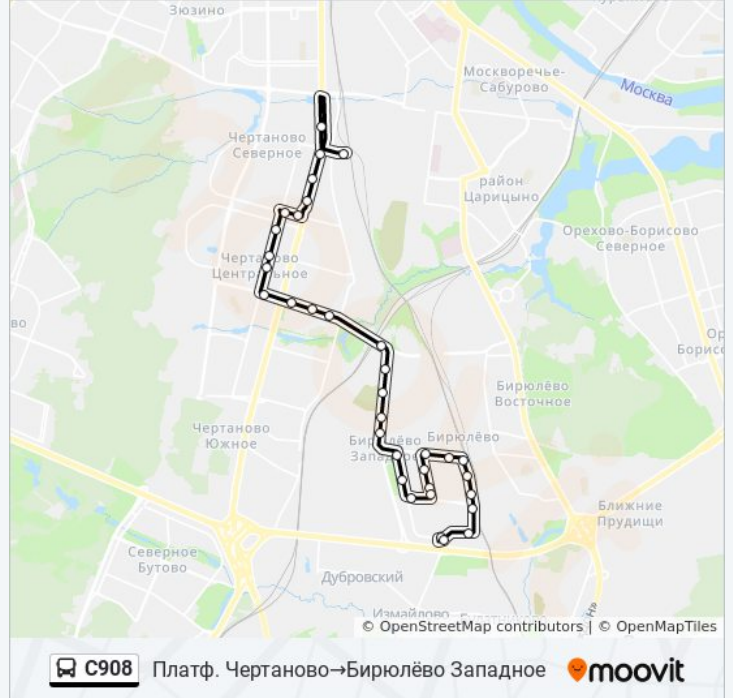 Зюзино
Москворечье-
Сабурово
Москва
Чертаново
Северное
район
Царицыно
Орехово-Борисово
Северное
Чертаново
Центральное
во
Ор
Борисо
Бирюлёво
Восточное
Чертаново
Южное
Бирюлёво
Западное
Бирюлёво
Ближние
Прудищи
Северное
Бутово
Дубровский
Измайлово
© OpenStreetMap contributors | © OpenMapTiles
С908 Платф. Чертаново→Бирюлёво Западное moovit